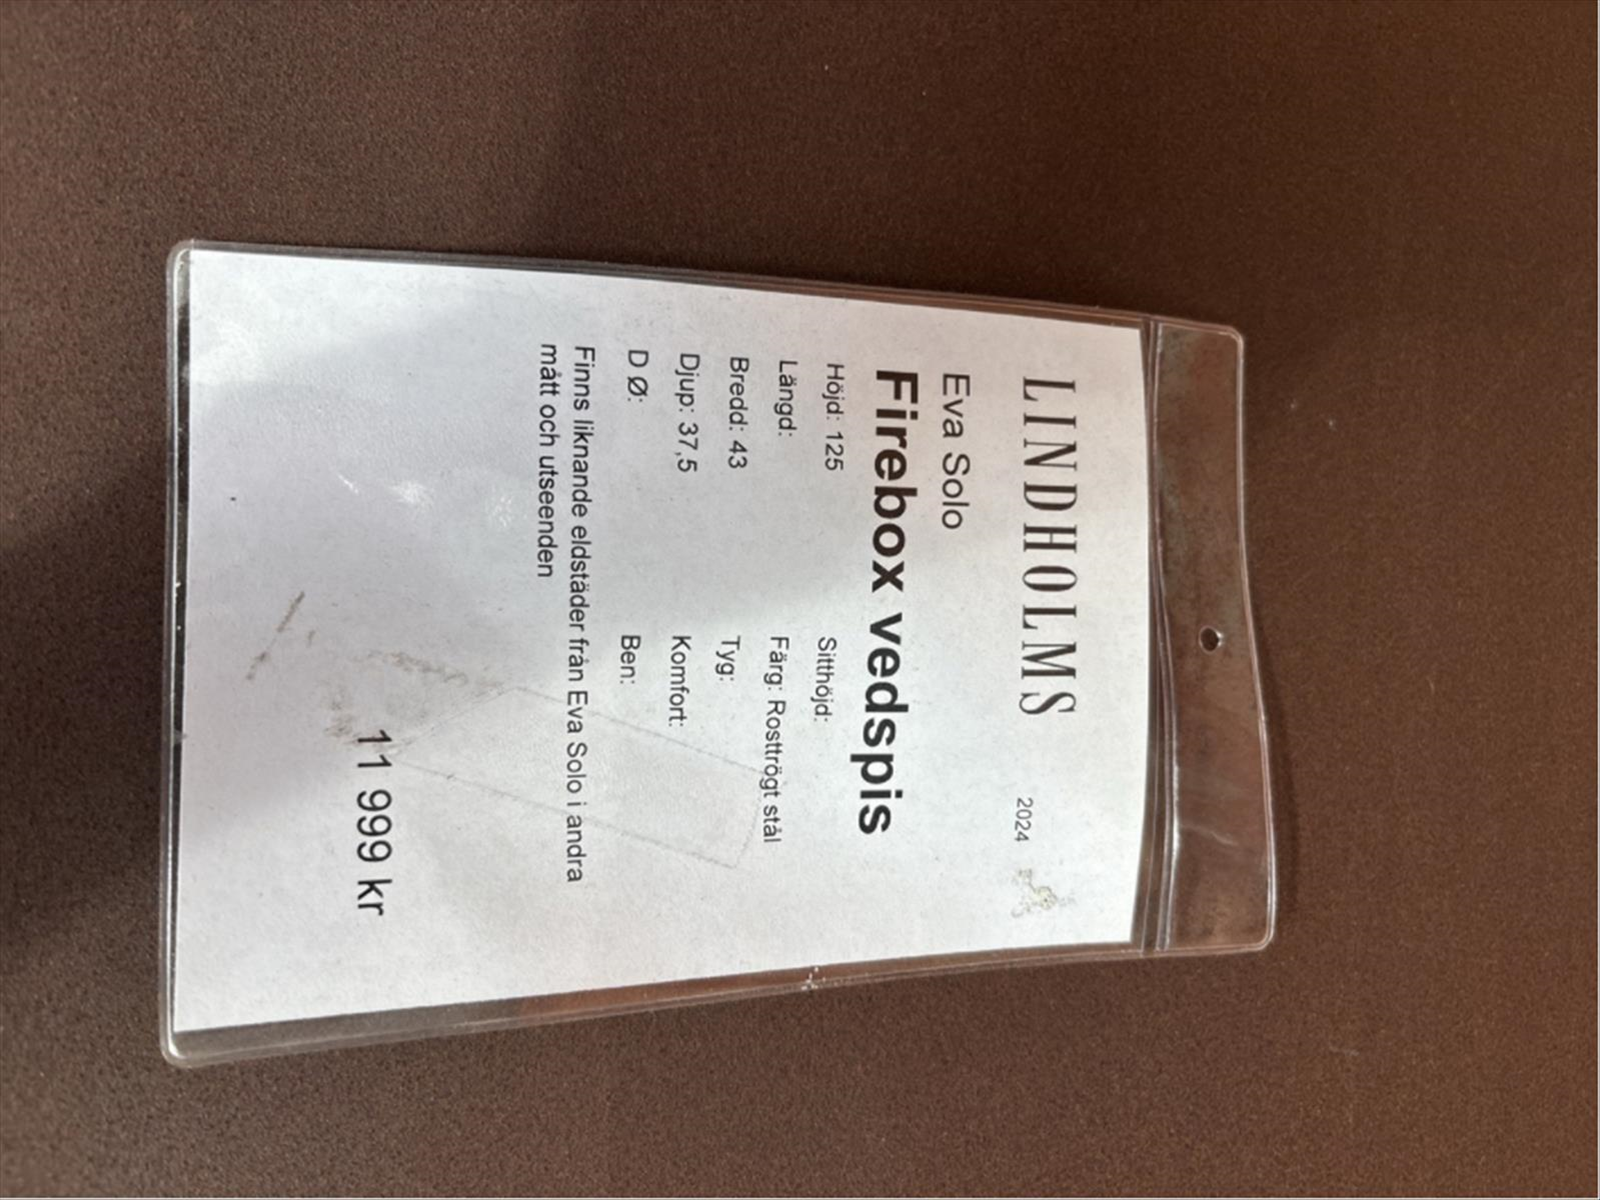 LINDHOLMS
2024
Eva Solo
Firebox vedspis
Höjd: 125
Sitthöjd:
Längd:
Färg: Rosttrögt stål
Bredd: 43
Tyg:
Djup: 37,5
Komfort:
D Ø:
Ben:
Finns liknande eldstäder från Eva Solo i andra
mått och utseenden
11 999 kr